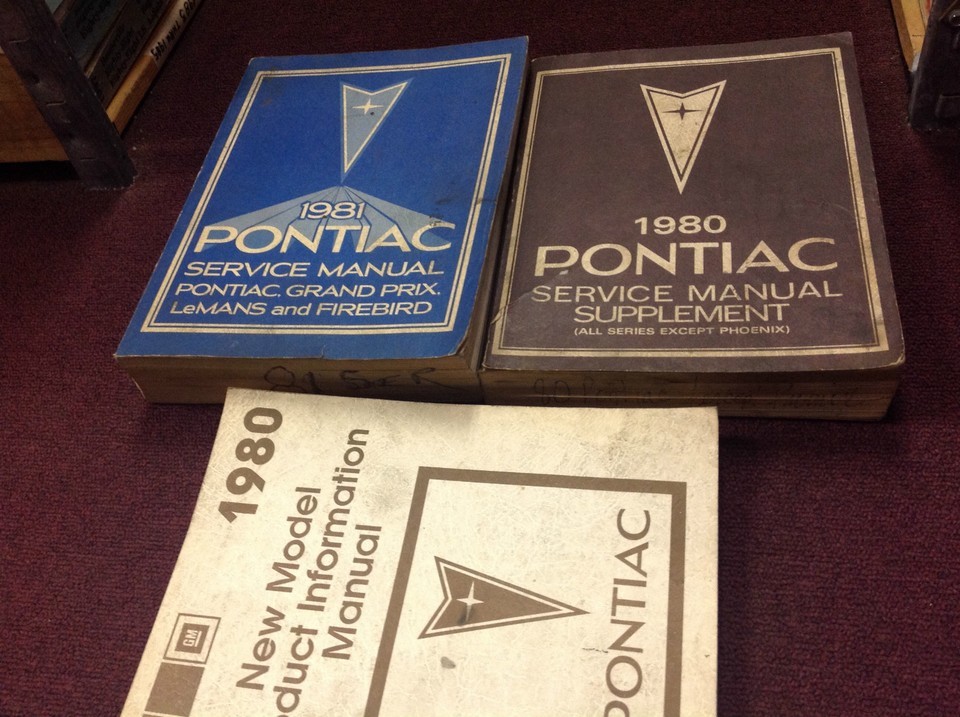 1981
PONTIAC
SERVICE MANUAL
PONTIAC, GRAND PRIX,
LeMANS and FIREBIRD
1980
PONTIAC
SERVICE MANUAL
SUPPLEMENT
(ALL SERIES EXCEPT PHOENIX)
1980
New Model
Information
Manual
GM
PONTIAC